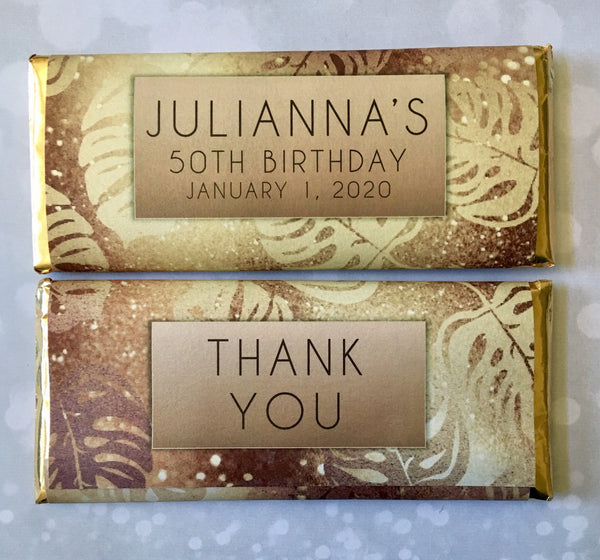 JULIANNA'S
50TH BIRTHDAY
JANUARY 1, 2020
THANK
YOU